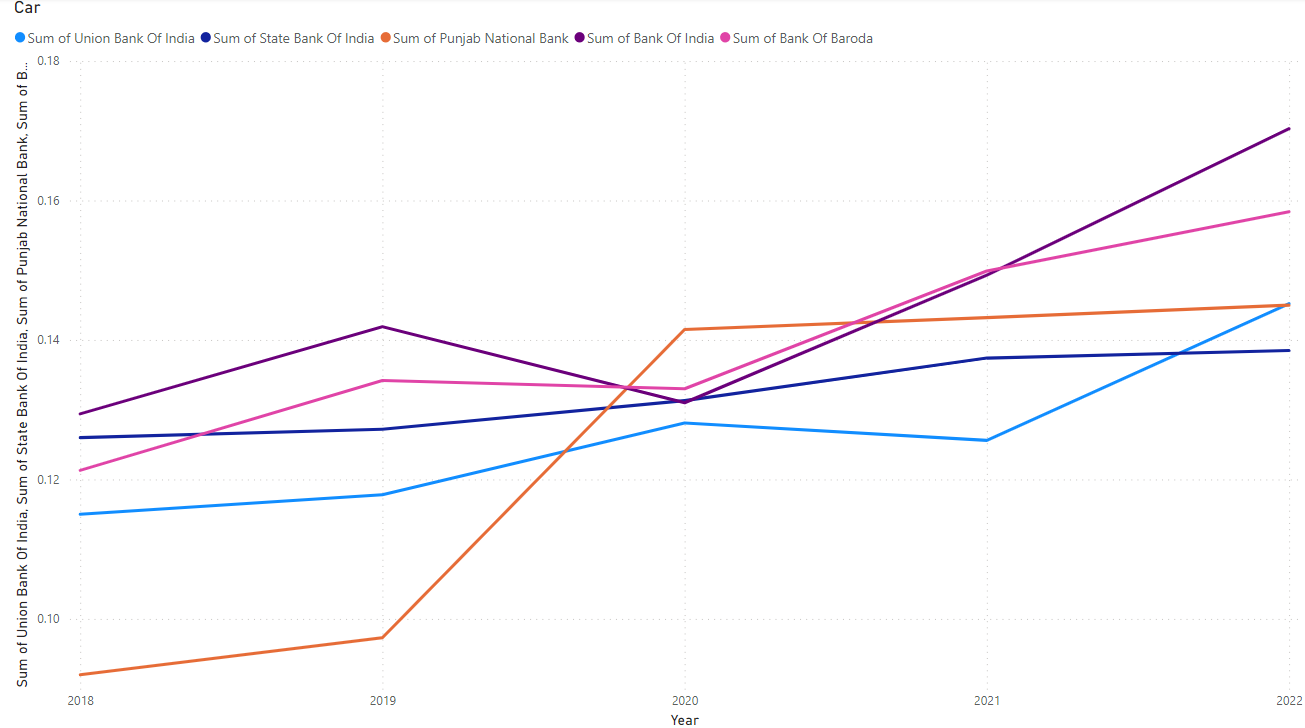 Car
Sum of Union Bank Of India Sum of State Bank Of India Sum of Punjab National Bank Sum of Bank Of India Sum of Bank Of Baroda
Sum of Union Bank Of India, Sum of State Bank Of India, Sum of Punjab National Bank, Sum of B...
0.18
0.16
0.14
0.12
0.10
2018 2019 2020 2021 2022
Year